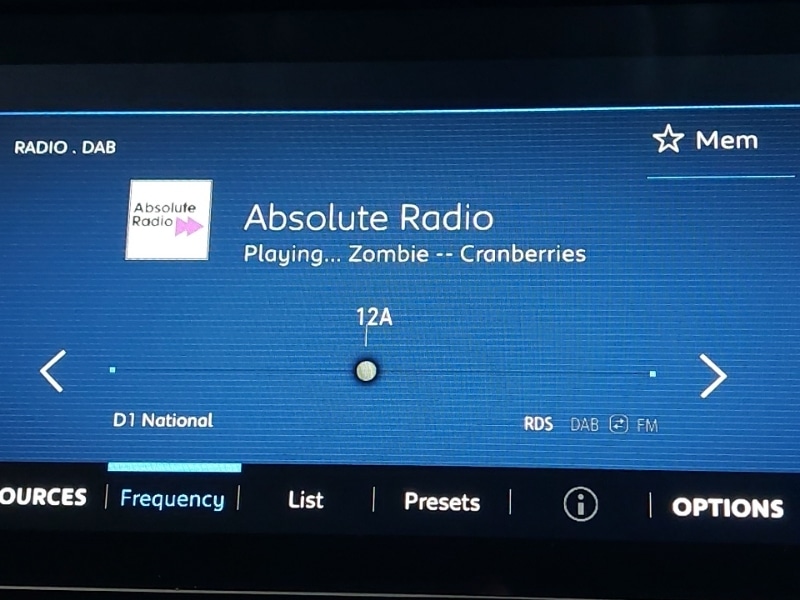 RADIO . DAB
Mem
Absolute
Radio
Absolute Radio
Playing... Zombie -- Cranberries
12A
D1 National
RDS DAB FM
OURCES Frequency List Presets i OPTIONS